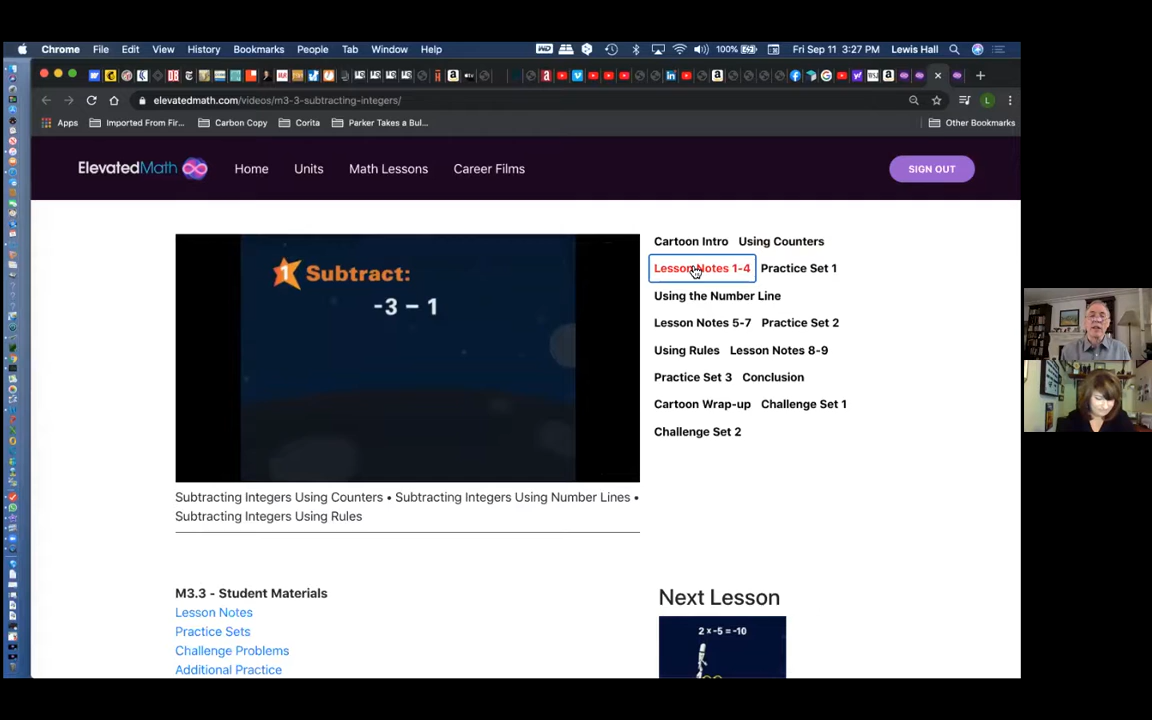 Chrome File Edit View History Bookmarks People Tab Window Help 100% Fri Sep 11 3:27 PM Lewis Hall
elevatedmath.com/videos/m3-3-subtracting-integers/ L
Apps Imported From Fir... Carbon Copy Corita Parker Takes a Bul... Other Bookmarks
ElevatedMath Home Units Math Lessons Career Films SIGN OUT
1 Subtract:
-3 − 1
Cartoon Intro Using Counters
Lesson Notes 1-4 Practice Set 1
Using the Number Line
Lesson Notes 5-7 Practice Set 2
Using Rules Lesson Notes 8-9
Practice Set 3 Conclusion
Cartoon Wrap-up Challenge Set 1
Challenge Set 2
Subtracting Integers Using Counters • Subtracting Integers Using Number Lines •
Subtracting Integers Using Rules
M3.3 - Student Materials
Lesson Notes
Practice Sets
Challenge Problems
Additional Practice
Next Lesson
2 x -5 = -10